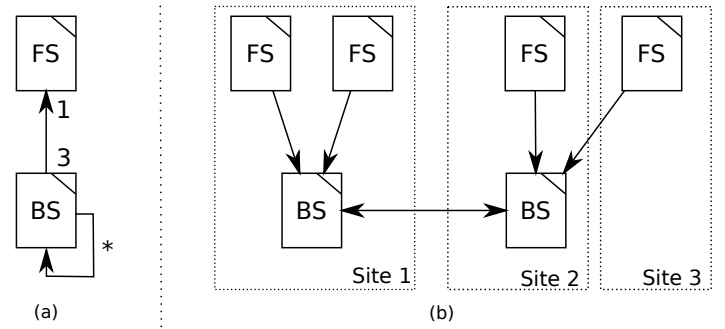 FS
1
3
BS
*
(a)
FS FS FS FS
BS BS
Site 1 Site 2 Site 3
(b)